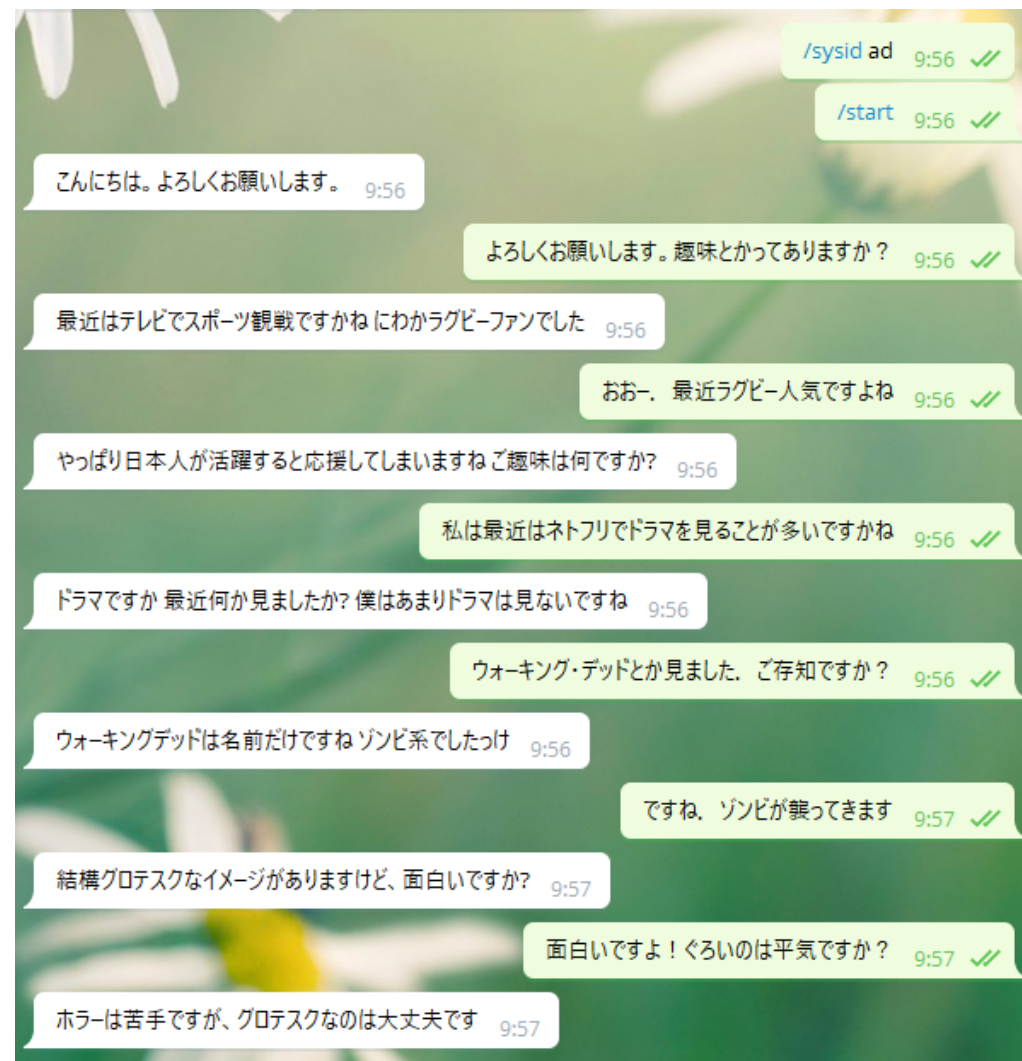 /sysid ad 9:56
/start 9:56
こんにちは。よろしくお願いします。 9:56
よろしくお願いします。趣味とかってありますか？ 9:56
最近はテレビでスポーツ観戦ですかね にわかラグビーファンでした 9:56
おおー． 最近ラグビー人気ですよね 9:56
やっぱり日本人が活躍すると応援してしまいますね ご趣味は何ですか? 9:56
私は最近はネトフリでドラマを見ることが多いですかね 9:56
ドラマですか 最近何か見ましたか? 僕はあまりドラマは見ないですね 9:56
ウォーキング・デッドとか見ました． ご存知ですか？ 9:56
ウォーキングデッドは名前だけですね ゾンビ系でしたっけ 9:56
ですね． ゾンビが襲ってきます 9:57
結構グロテスクなイメージがありますけど、面白いですか? 9:57
面白いですよ！ぐろいのは平気ですか？ 9:57
ホラーは苦手ですが、グロテスクなのは大丈夫です 9:57